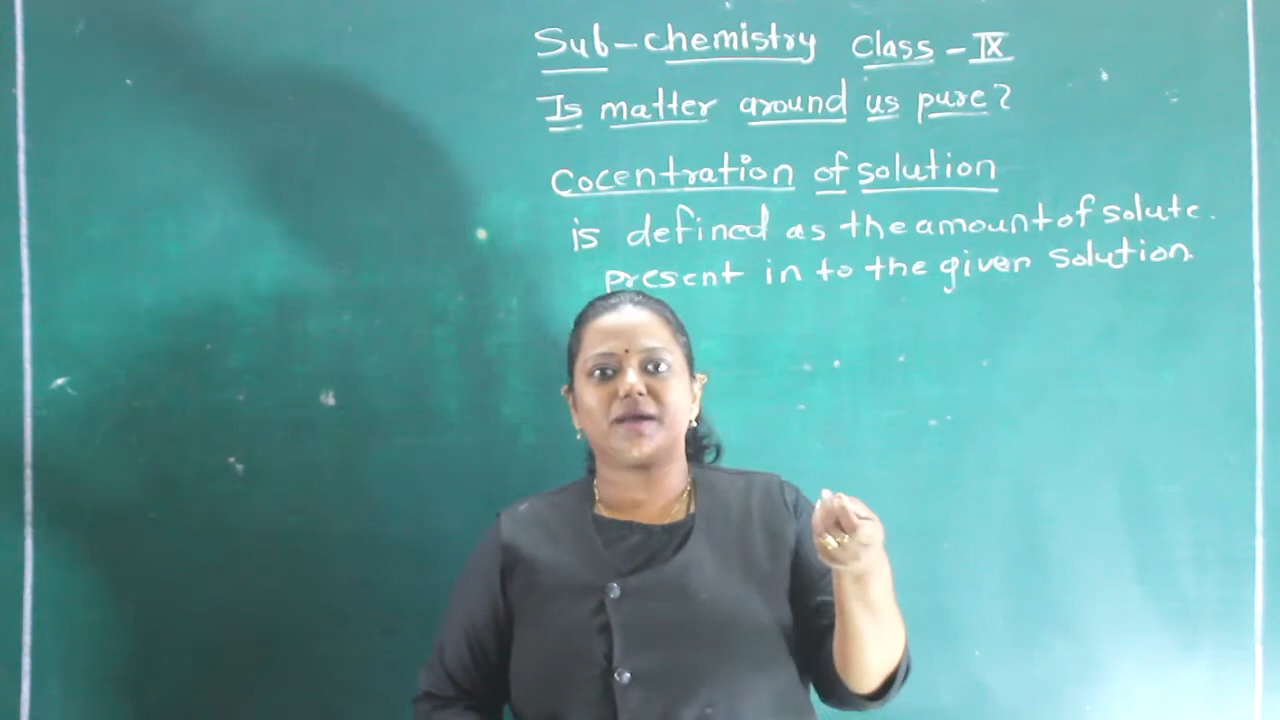 Sub-chemistry Class-IX
Is matter around us pure?
Cocentration of solution
is defined as the amount of solute.
present in to the given solution.